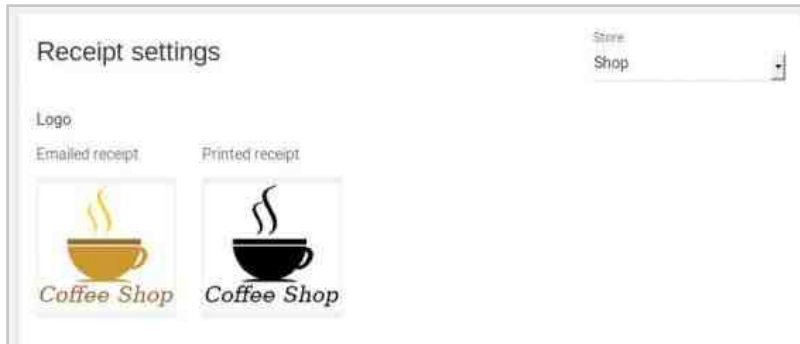 Receipt settings
Store
Shop
Logo
Emailed receipt
Printed receipt
Coffee Shop
Coffee Shop